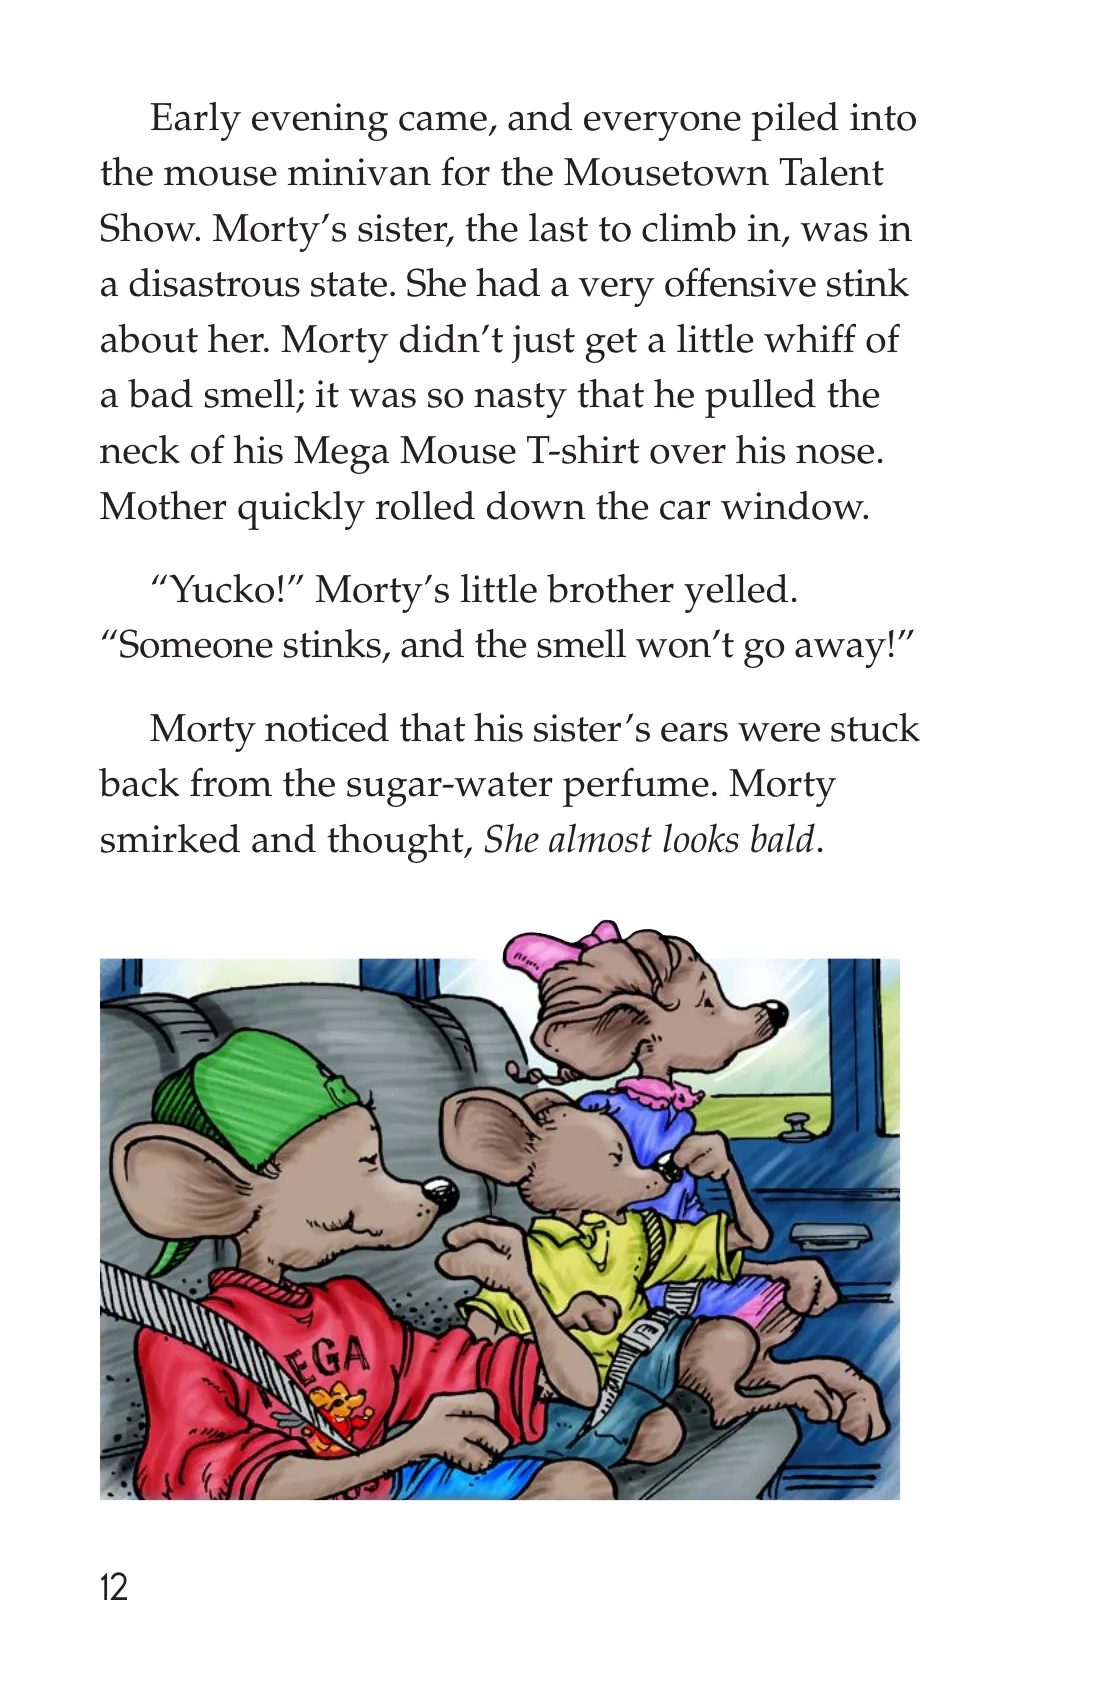 Early evening came, and everyone piled into
the mouse minivan for the Mousetown Talent
Show. Morty’s sister, the last to climb in, was in
a disastrous state. She had a very offensive stink
about her. Morty didn’t just get a little whiff of
a bad smell; it was so nasty that he pulled the
neck of his Mega Mouse T-shirt over his nose.
Mother quickly rolled down the car window.
“Yucko!” Morty’s little brother yelled.
“Someone stinks, and the smell won’t go away!”
Morty noticed that his sister’s ears were stuck
back from the sugar-water perfume. Morty
smirked and thought, She almost looks bald.
EGA
12